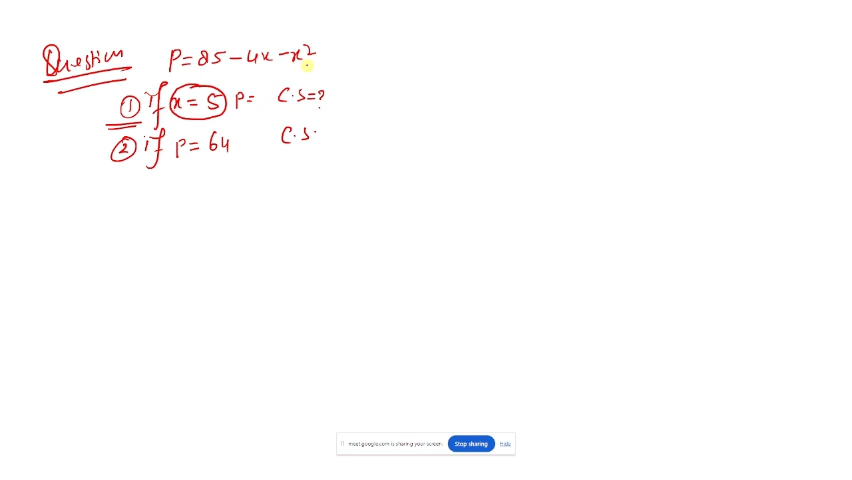 Question P = 85 - 4x - x²
① if x = 5 P = C.S = ?
② if P = 64 C.S.
meet.google.com is sharing your screen. Stop sharing Hide